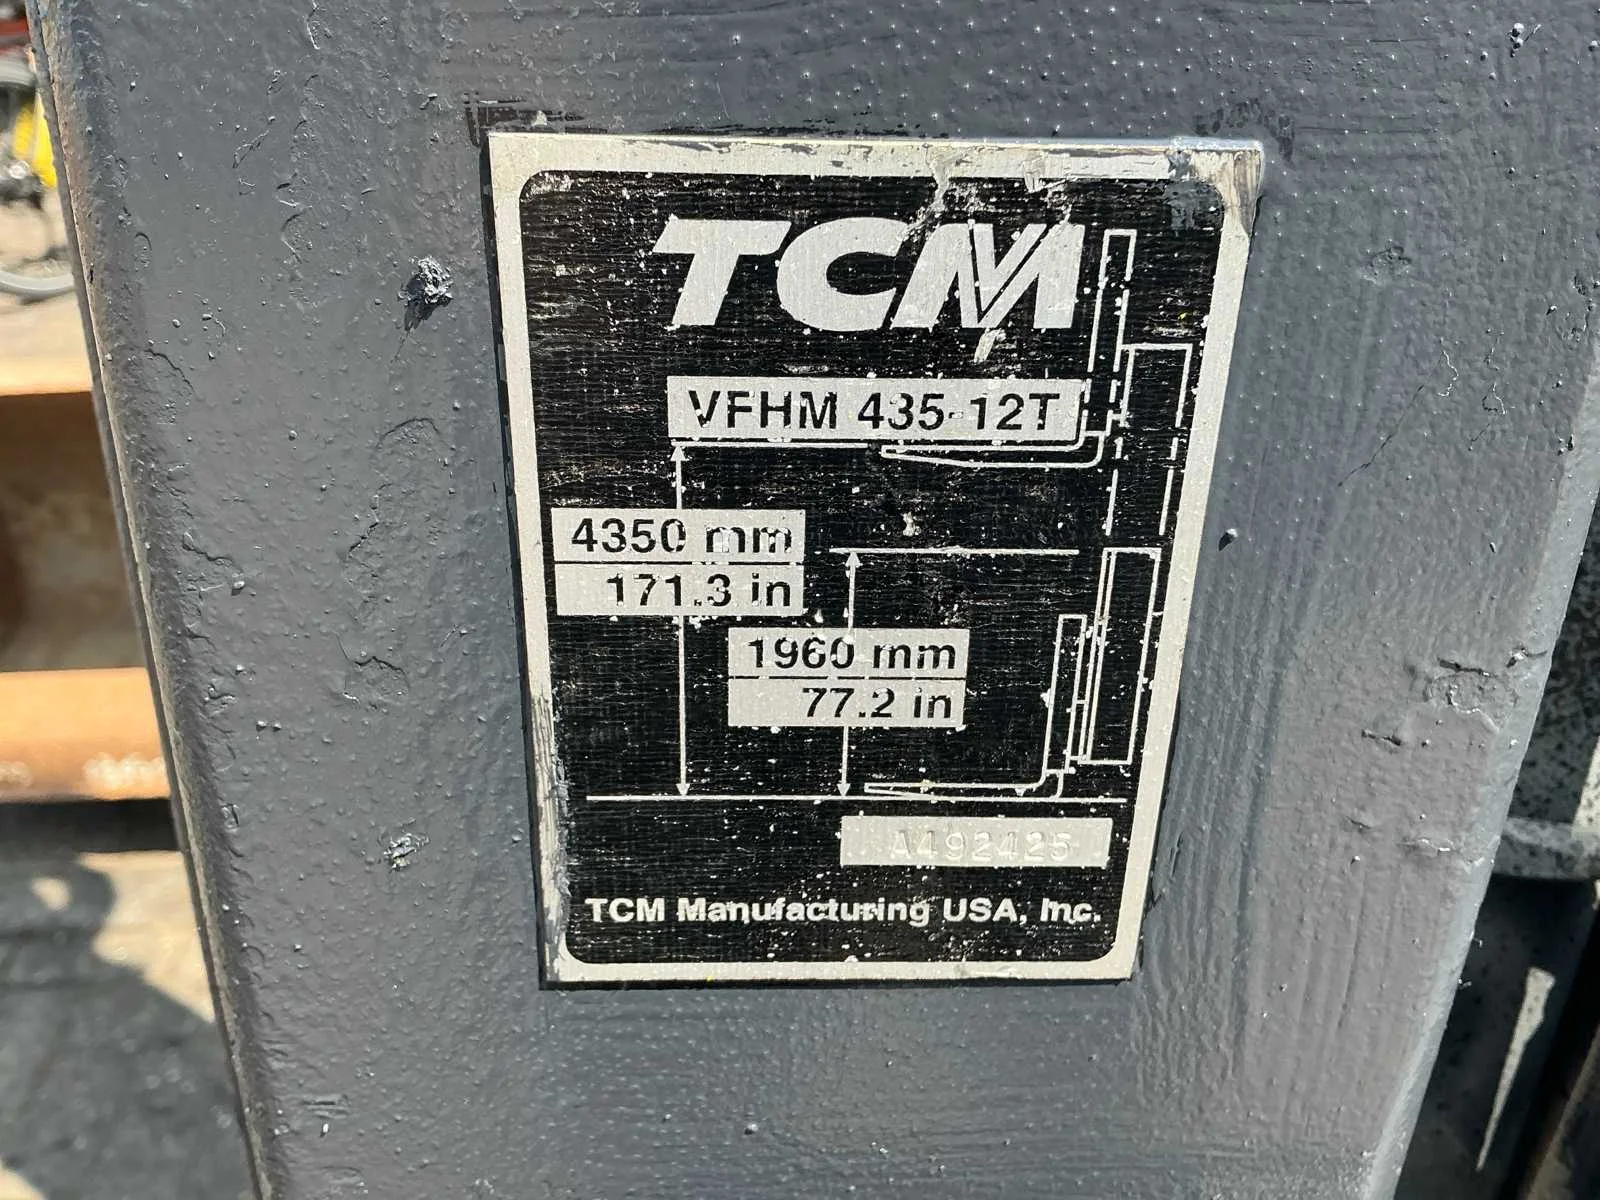 TCM
VFHM 435-12T
4350 mm
171.3 in
1960 mm
77.2 in
A492425
TCM Manufacturing USA, Inc.